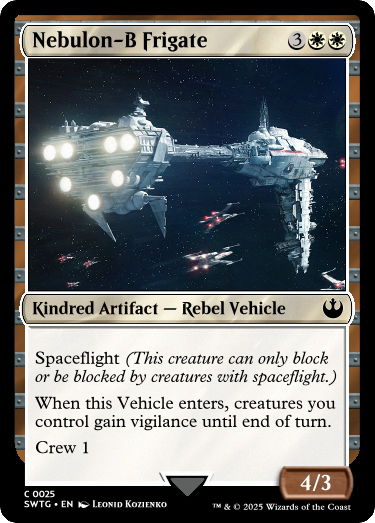 Nebulon-B Frigate 3
Kindred Artifact — Rebel Vehicle
Spaceflight (This creature can only block
or be blocked by creatures with spaceflight.)
When this Vehicle enters, creatures you
control gain vigilance until end of turn.
Crew 1
4/3
C 0025
SWTG • EN Leonid Kozienko
™ & © 2025 Wizards of the Coast